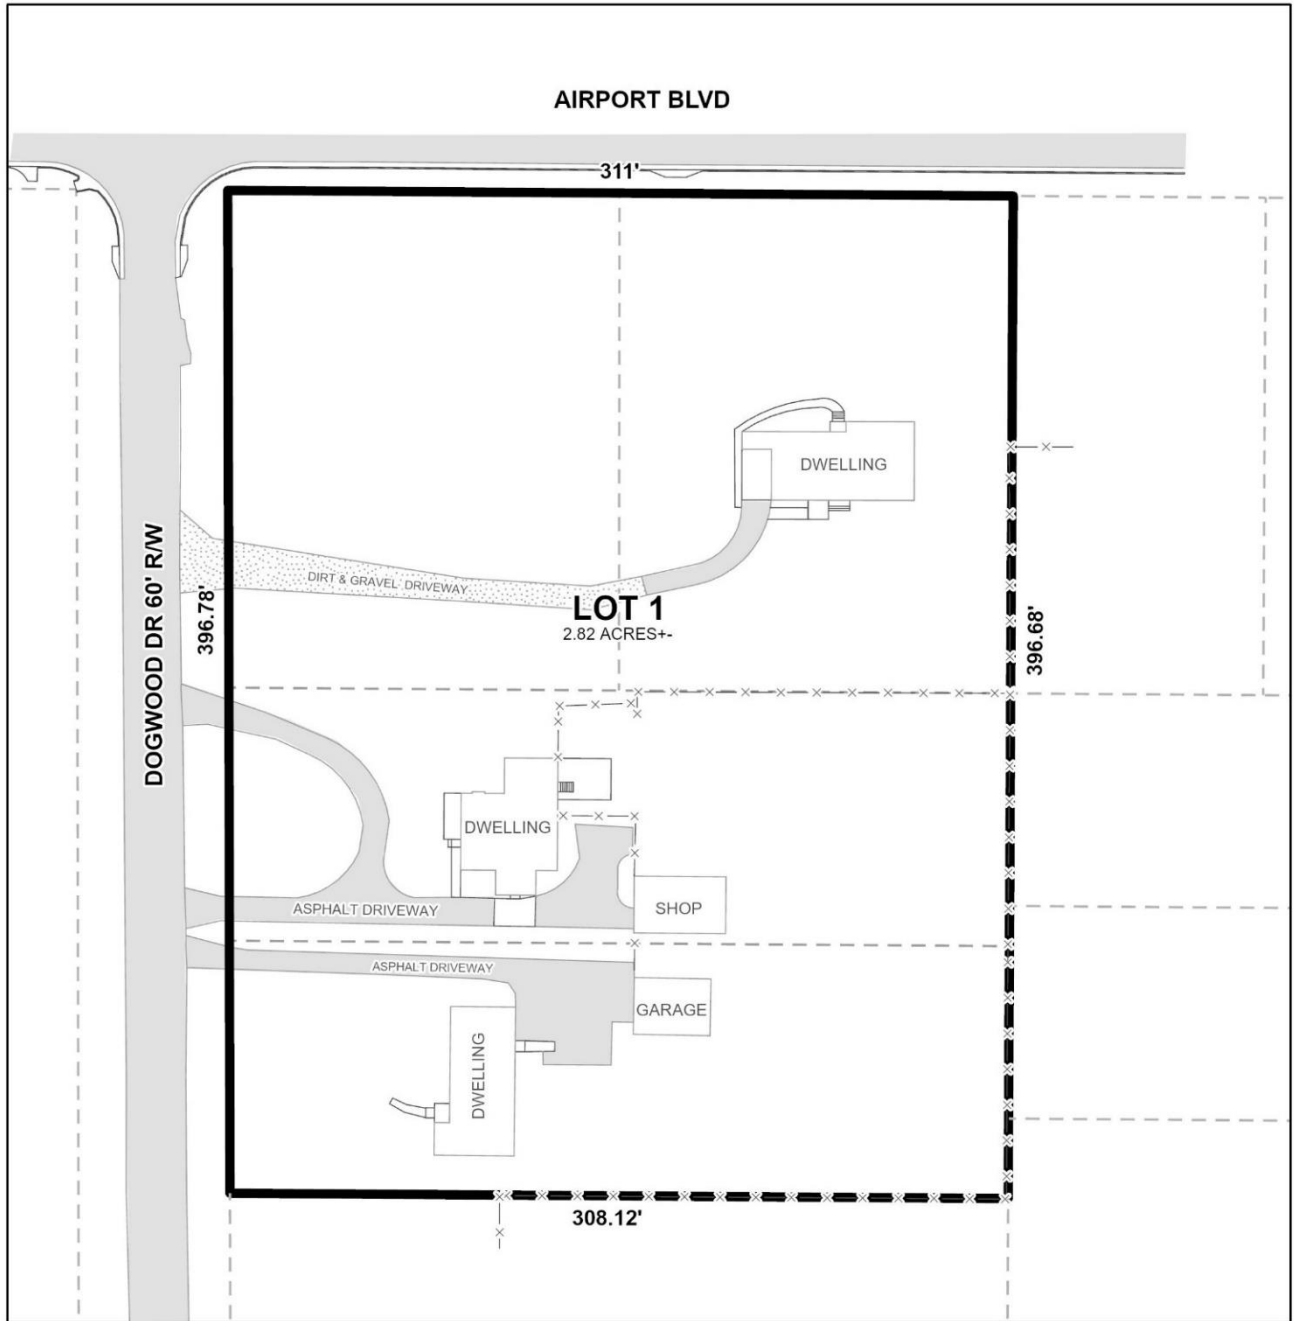 AIRPORT BLVD
311'
DWELLING
DOGWOOD DR 60' R/W
396.78'
DIRT & GRAVEL DRIVEWAY
LOT 1
2.82 ACRES+-
396.68'
DWELLING
ASPHALT DRIVEWAY
SHOP
ASPHALT DRIVEWAY
GARAGE
DWELLING
308.12'